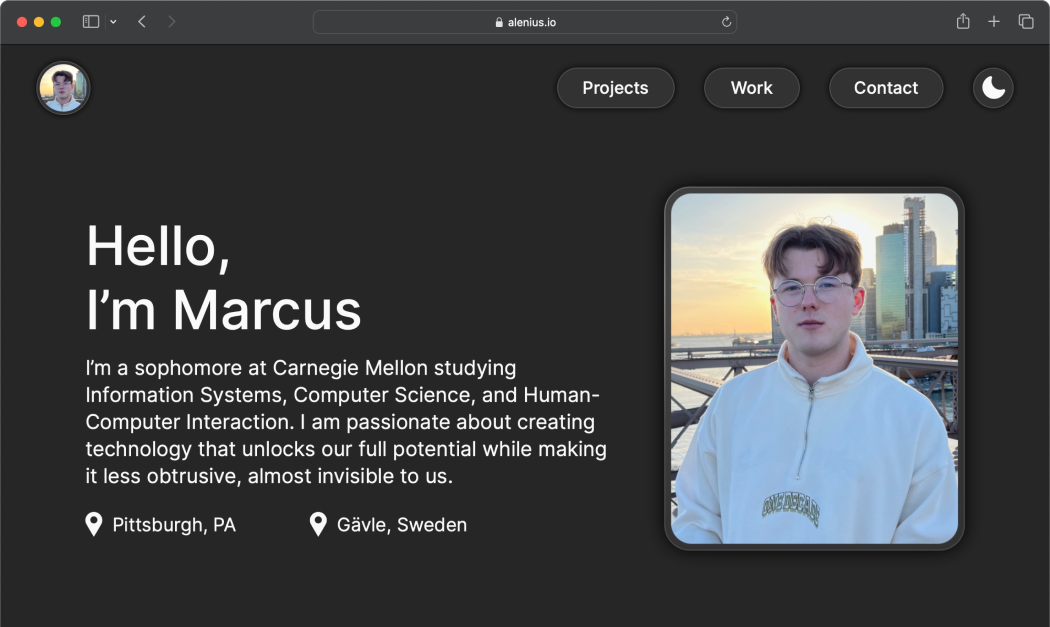 alenius.io
Projects
Work
Contact
Hello,
I'm Marcus
I'm a sophomore at Carnegie Mellon studying
Information Systems, Computer Science, and Human-
Computer Interaction. I am passionate about creating
technology that unlocks our full potential while making
it less obtrusive, almost invisible to us.
Pittsburgh, PA
Gävle, Sweden